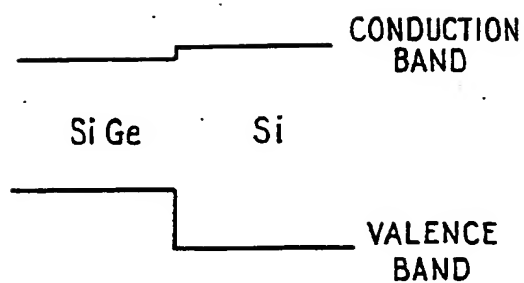 CONDUCTION
BAND
Si Ge
Si
VALENCE
BAND